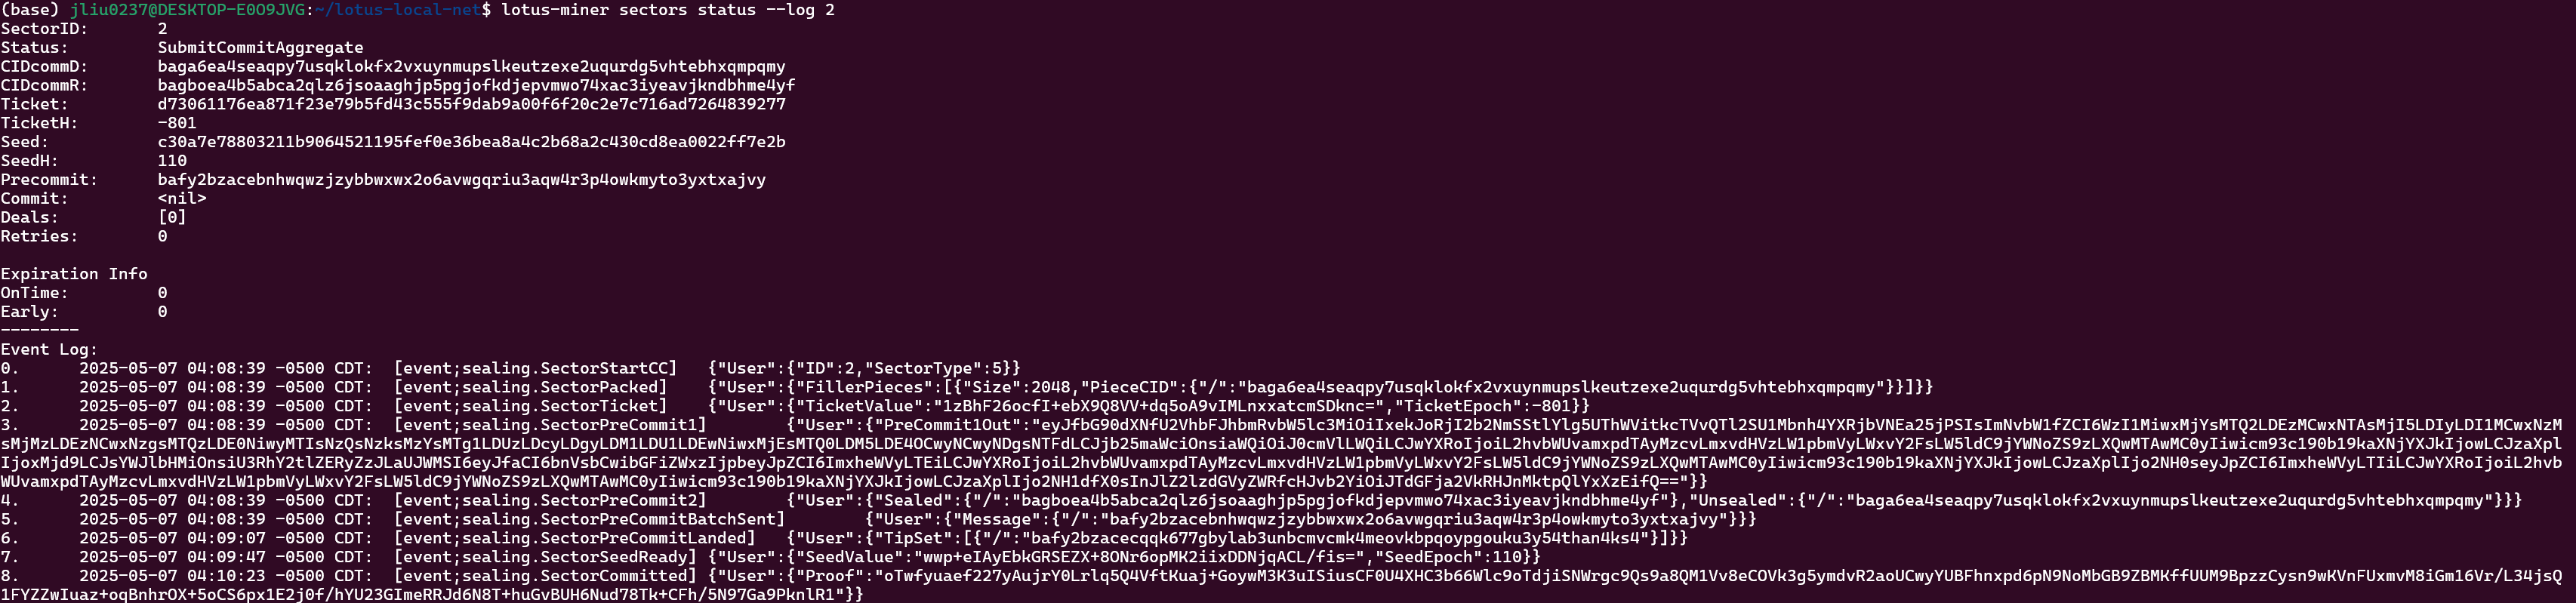 (base) jliu0237@DESKTOP-E0O9JVG:~/lotus-local-net$ lotus-miner sectors status --log 2
SectorID: 2
Status: SubmitCommitAggregate
CIDcommD: baga6ea4seaqpy7usqklokfx2vxuynmupslkeutzexe2uqurdg5vhtebhxqmpqmy
CIDcommR: bagboea4b5abca2qlz6jsoaaghjp5pgjofkdjepvmwo74xac3iyeavjkndbhme4yf
Ticket: d73061176ea871f23e79b5fd43c555f9dab9a00f6f20c2e7c716ad7264839277
TicketH: -801
Seed: c30a7e78803211b9064521195fef0e36bea8a4c2b68a2c430cd8ea0022ff7e2b
SeedH: 110
Precommit: bafy2bzacebnhwqwzjzybbwxwx2o6avwgqriu3aqw4r3p4owkmyto3yxtxajvy
Commit: <nil>
Deals: [0]
Retries: 0
Expiration Info
OnTime: 0
Early: 0
--------
Event Log:
0. 2025-05-07 04:08:39 -0500 CDT: [event;sealing.SectorStartCC] {"User":{"ID":2,"SectorType":5}}
1. 2025-05-07 04:08:39 -0500 CDT: [event;sealing.SectorPacked] {"User":{"FillerPieces":[{"Size":2048,"PieceCID":{"/":"baga6ea4seaqpy7usqklokfx2vxuynmupslkeutzexe2uqurdg5vhtebhxqmpqmy"}}]}}
2. 2025-05-07 04:08:39 -0500 CDT: [event;sealing.SectorTicket] {"User":{"TicketValue":"1zBhF26ocfI+ebX9Q8VV+dq5oA9vIMLnxxatcmSDknc=","TicketEpoch":-801}}
3. 2025-05-07 04:08:39 -0500 CDT: [event;sealing.SectorPreCommit1] {"User":{"PreCommit1Out":
4. 2025-05-07 04:08:39 -0500 CDT: [event;sealing.SectorPreCommit2] {"User":{"Sealed":{"/":"bagboea4b5abca2qlz6jsoaaghjp5pgjofkdjepvmwo74xac3iyeavjkndbhme4yf"},"Unsealed":{"/":"baga6ea4seaqpy7usqklokfx2vxuynmupslkeutzexe2uqurdg5vhtebhxqmpqmy"}}}
5. 2025-05-07 04:08:39 -0500 CDT: [event;sealing.SectorPreCommitBatchSent] {"User":{"Message":{"/":"bafy2bzacebnhwqwzjzybbwxwx2o6avwgqriu3aqw4r3p4owkmyto3yxtxajvy"}}}
6. 2025-05-07 04:09:07 -0500 CDT: [event;sealing.SectorPreCommitLanded] {"User":{"TipSet":[{"/":"bafy2bzacecqqk677gbylab3unbcmvcmk4meovkbpqoypgouku3y54than4ks4"}]}}
7. 2025-05-07 04:09:47 -0500 CDT: [event;sealing.SectorSeedReady] {"User":{"SeedValue":"wwp+eIAyEbkGRSEZX+8ONr6opMK2iixDDNjqACL/fis=","SeedEpoch":110}}
8. 2025-05-07 04:10:23 -0500 CDT: [event;sealing.SectorCommitted] {"User":{"Proof":